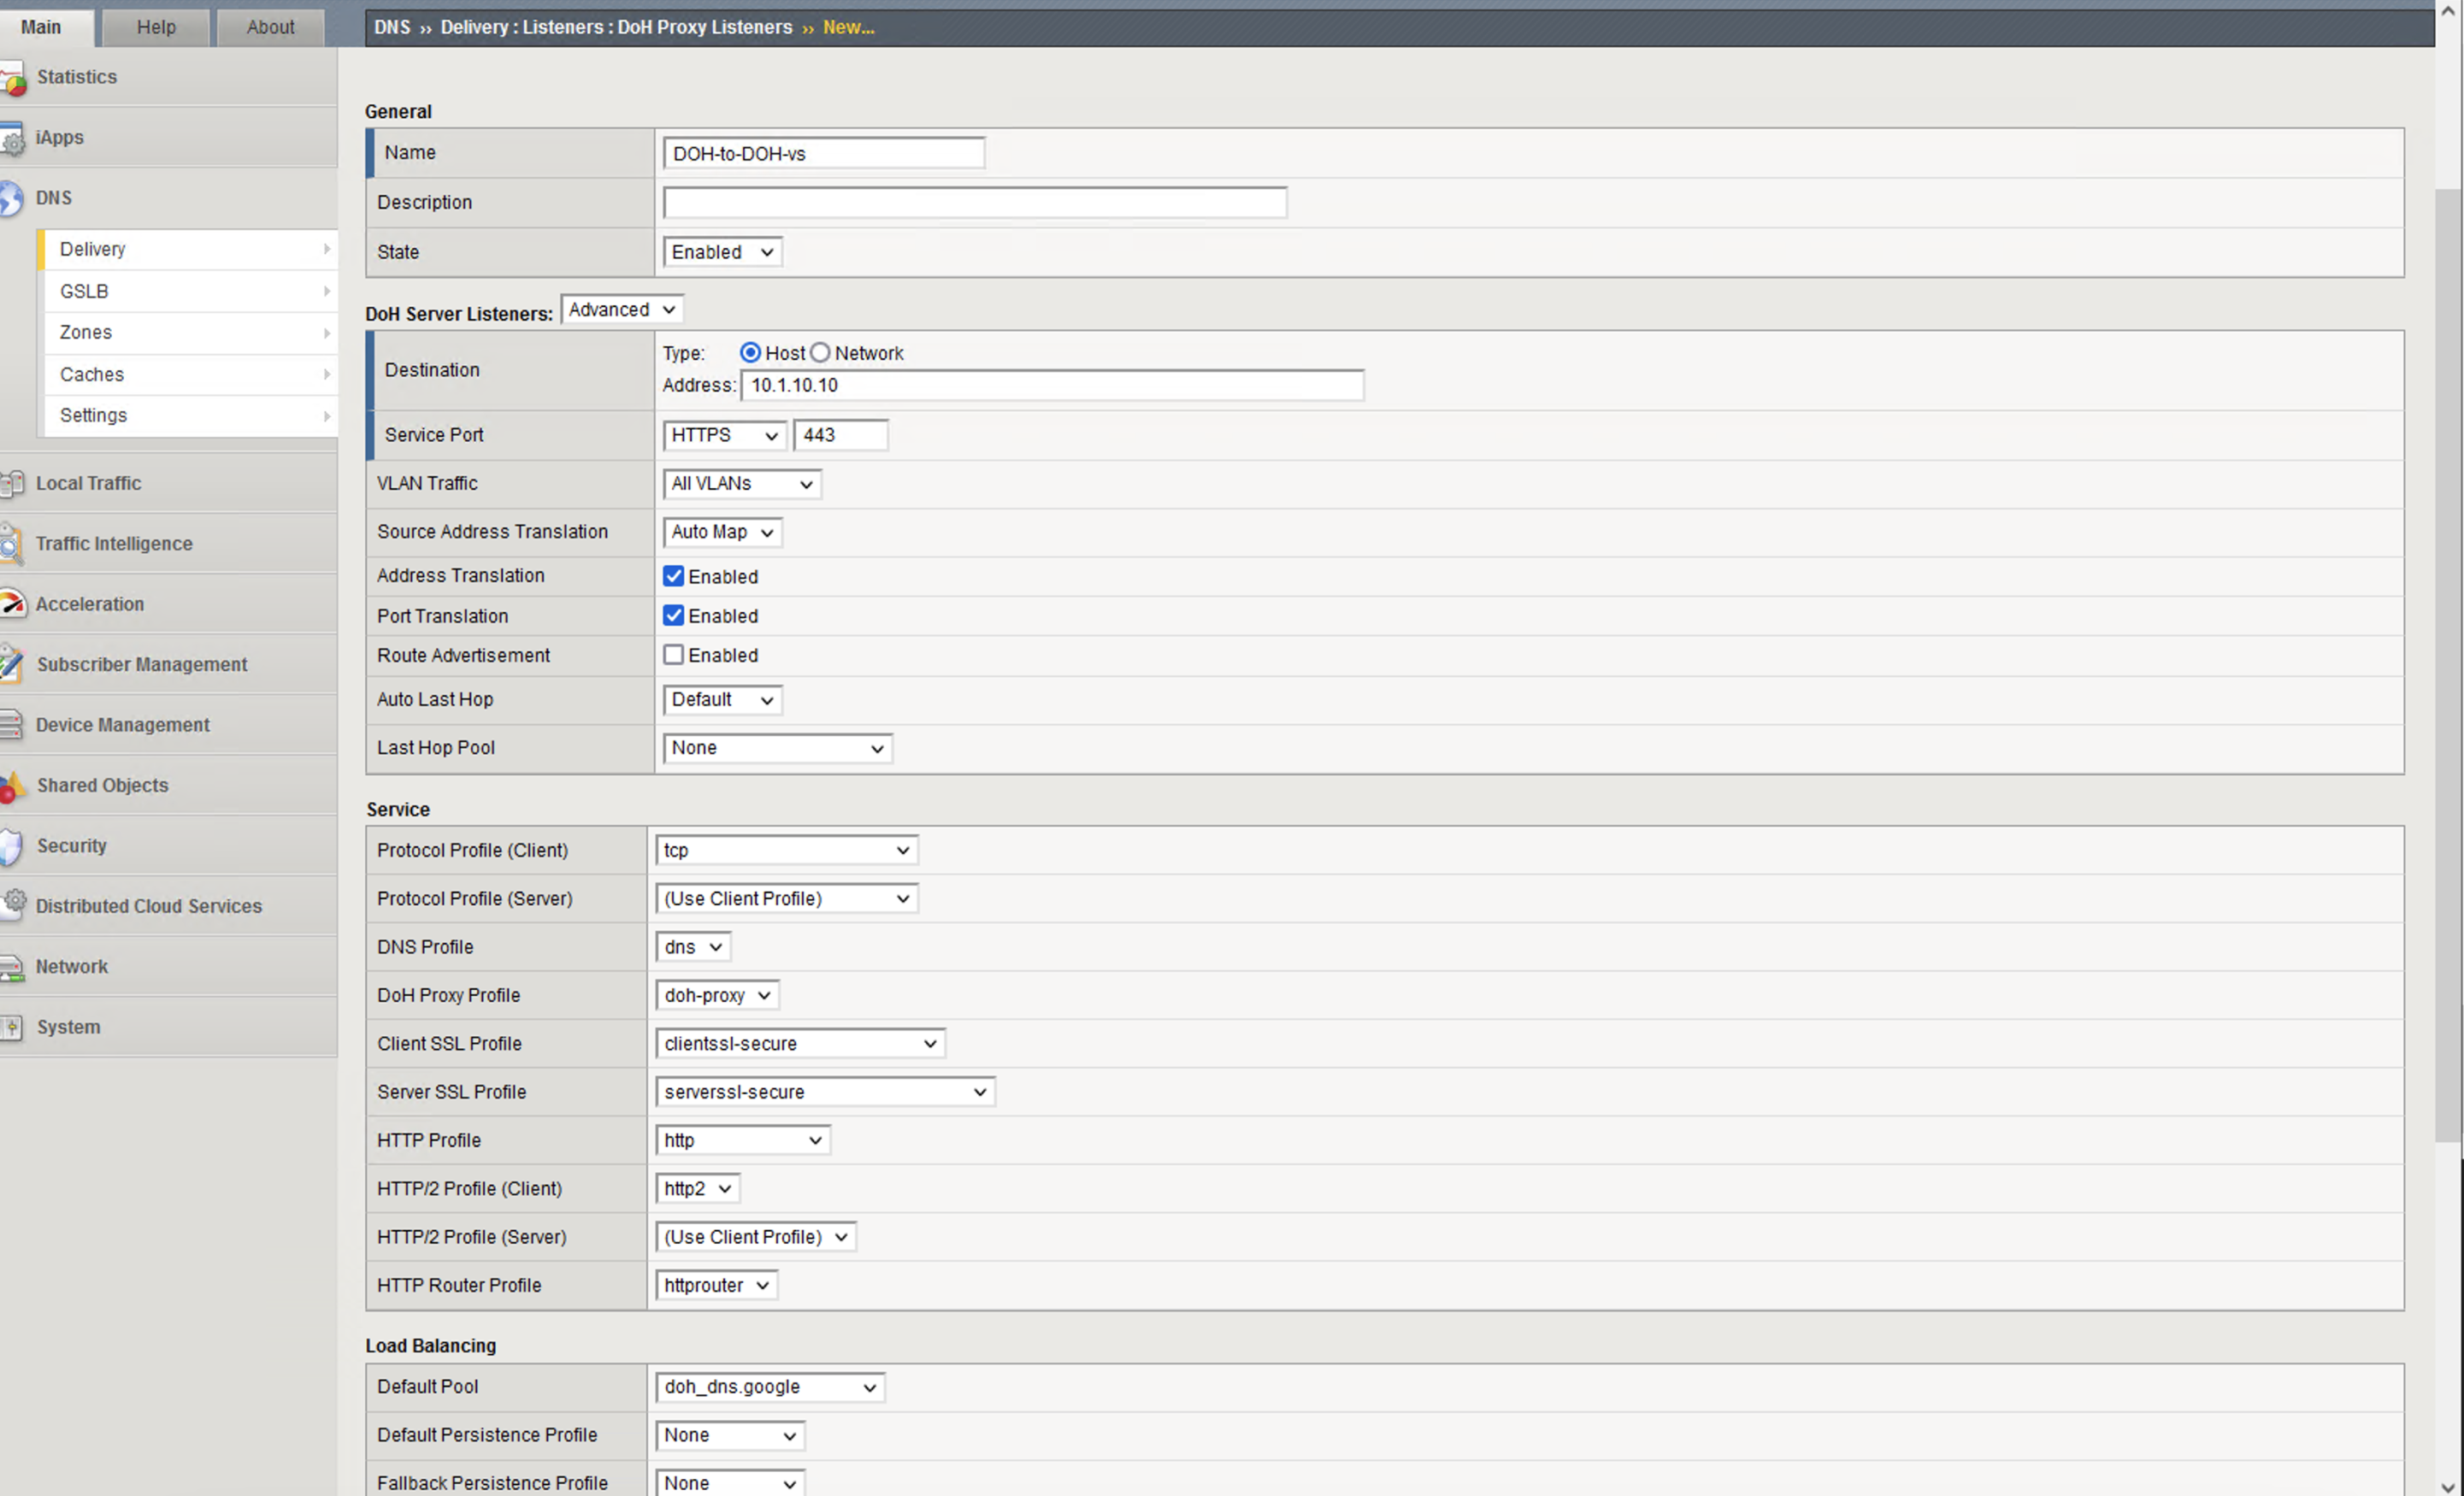 Main Help About
DNS ›› Delivery : Listeners : DoH Proxy Listeners ›› New...
Statistics
iApps
DNS
Delivery
GSLB
Zones
Caches
Settings
Local Traffic
Traffic Intelligence
Acceleration
Subscriber Management
Device Management
Shared Objects
Security
Distributed Cloud Services
Network
System
General
Name DOH-to-DOH-vs
Description
State Enabled
DoH Server Listeners: Advanced
Destination
Type: Host Network
Address: 10.1.10.10
Service Port HTTPS 443
VLAN Traffic All VLANs
Source Address Translation Auto Map
Address Translation Enabled
Port Translation Enabled
Route Advertisement Enabled
Auto Last Hop Default
Last Hop Pool None
Service
Protocol Profile (Client) tcp
Protocol Profile (Server) (Use Client Profile)
DNS Profile dns
DoH Proxy Profile doh-proxy
Client SSL Profile clientssl-secure
Server SSL Profile serverssl-secure
HTTP Profile http
HTTP/2 Profile (Client) http2
HTTP/2 Profile (Server) (Use Client Profile)
HTTP Router Profile httprouter
Load Balancing
Default Pool doh_dns.google
Default Persistence Profile None
Fallback Persistence Profile None